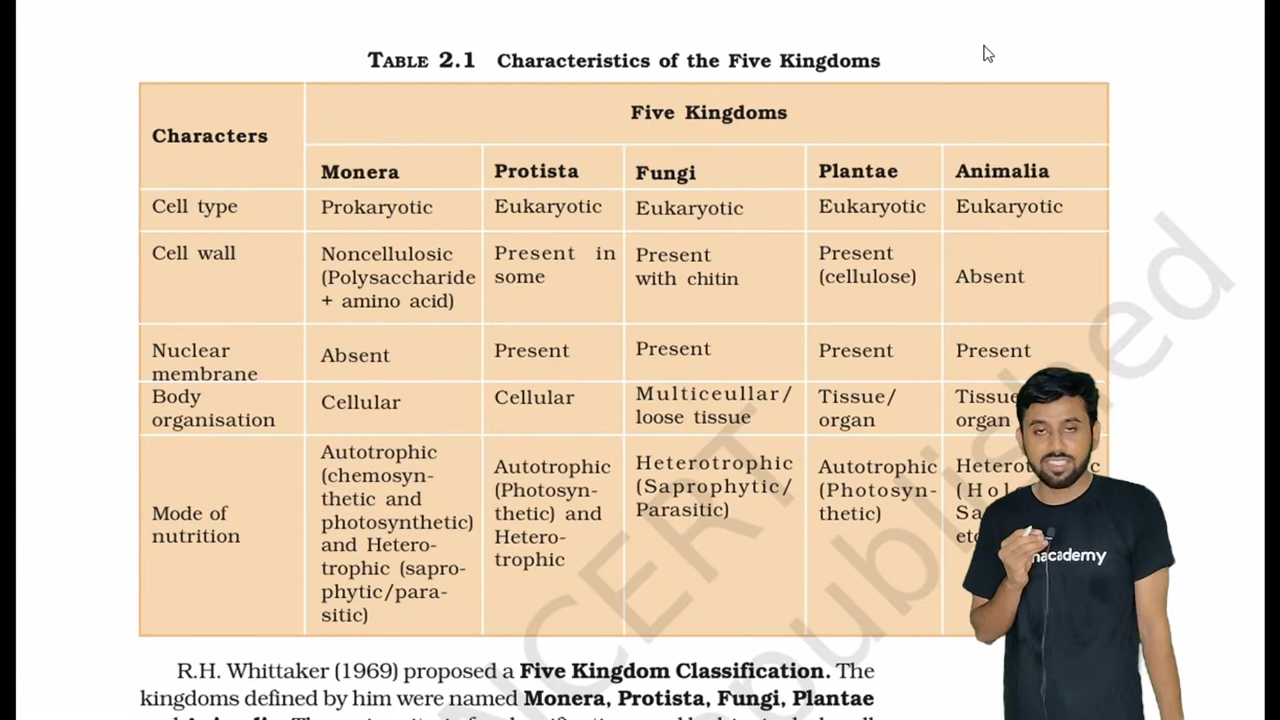 TABLE 2.1 Characteristics of the Five Kingdoms
Characters
Five Kingdoms
Monera
Protista
Fungi
Plantae
Animalia
Cell type
Prokaryotic
Eukaryotic
Eukaryotic
Eukaryotic
Eukaryotic
Cell wall
Noncellulosic
(Polysaccharide
+ amino acid)
Present in
some
Present
with chitin
Present
(cellulose)
Absent
Nuclear
membrane
Absent
Present
Present
Present
Present
Body
organisation
Cellular
Cellular
Multiceullar/
loose tissue
Tissue/
organ
organ
Mode of
nutrition
Autotrophic
(chemosyn-
thetic and
photosynthetic)
and Hetero-
trophic (sapro-
phytic/para-
sitic)
Autotrophic
(Photosyn-
thetic) and
Hetero-
trophic
Heterotrophic
(Saprophytic/
Parasitic)
Autotrophic
(Photosyn-
thetic)
R.H. Whittaker (1969) proposed a Five Kingdom Classification. The
kingdoms defined by him were named Monera, Protista, Fungi, Plantae
NCERT